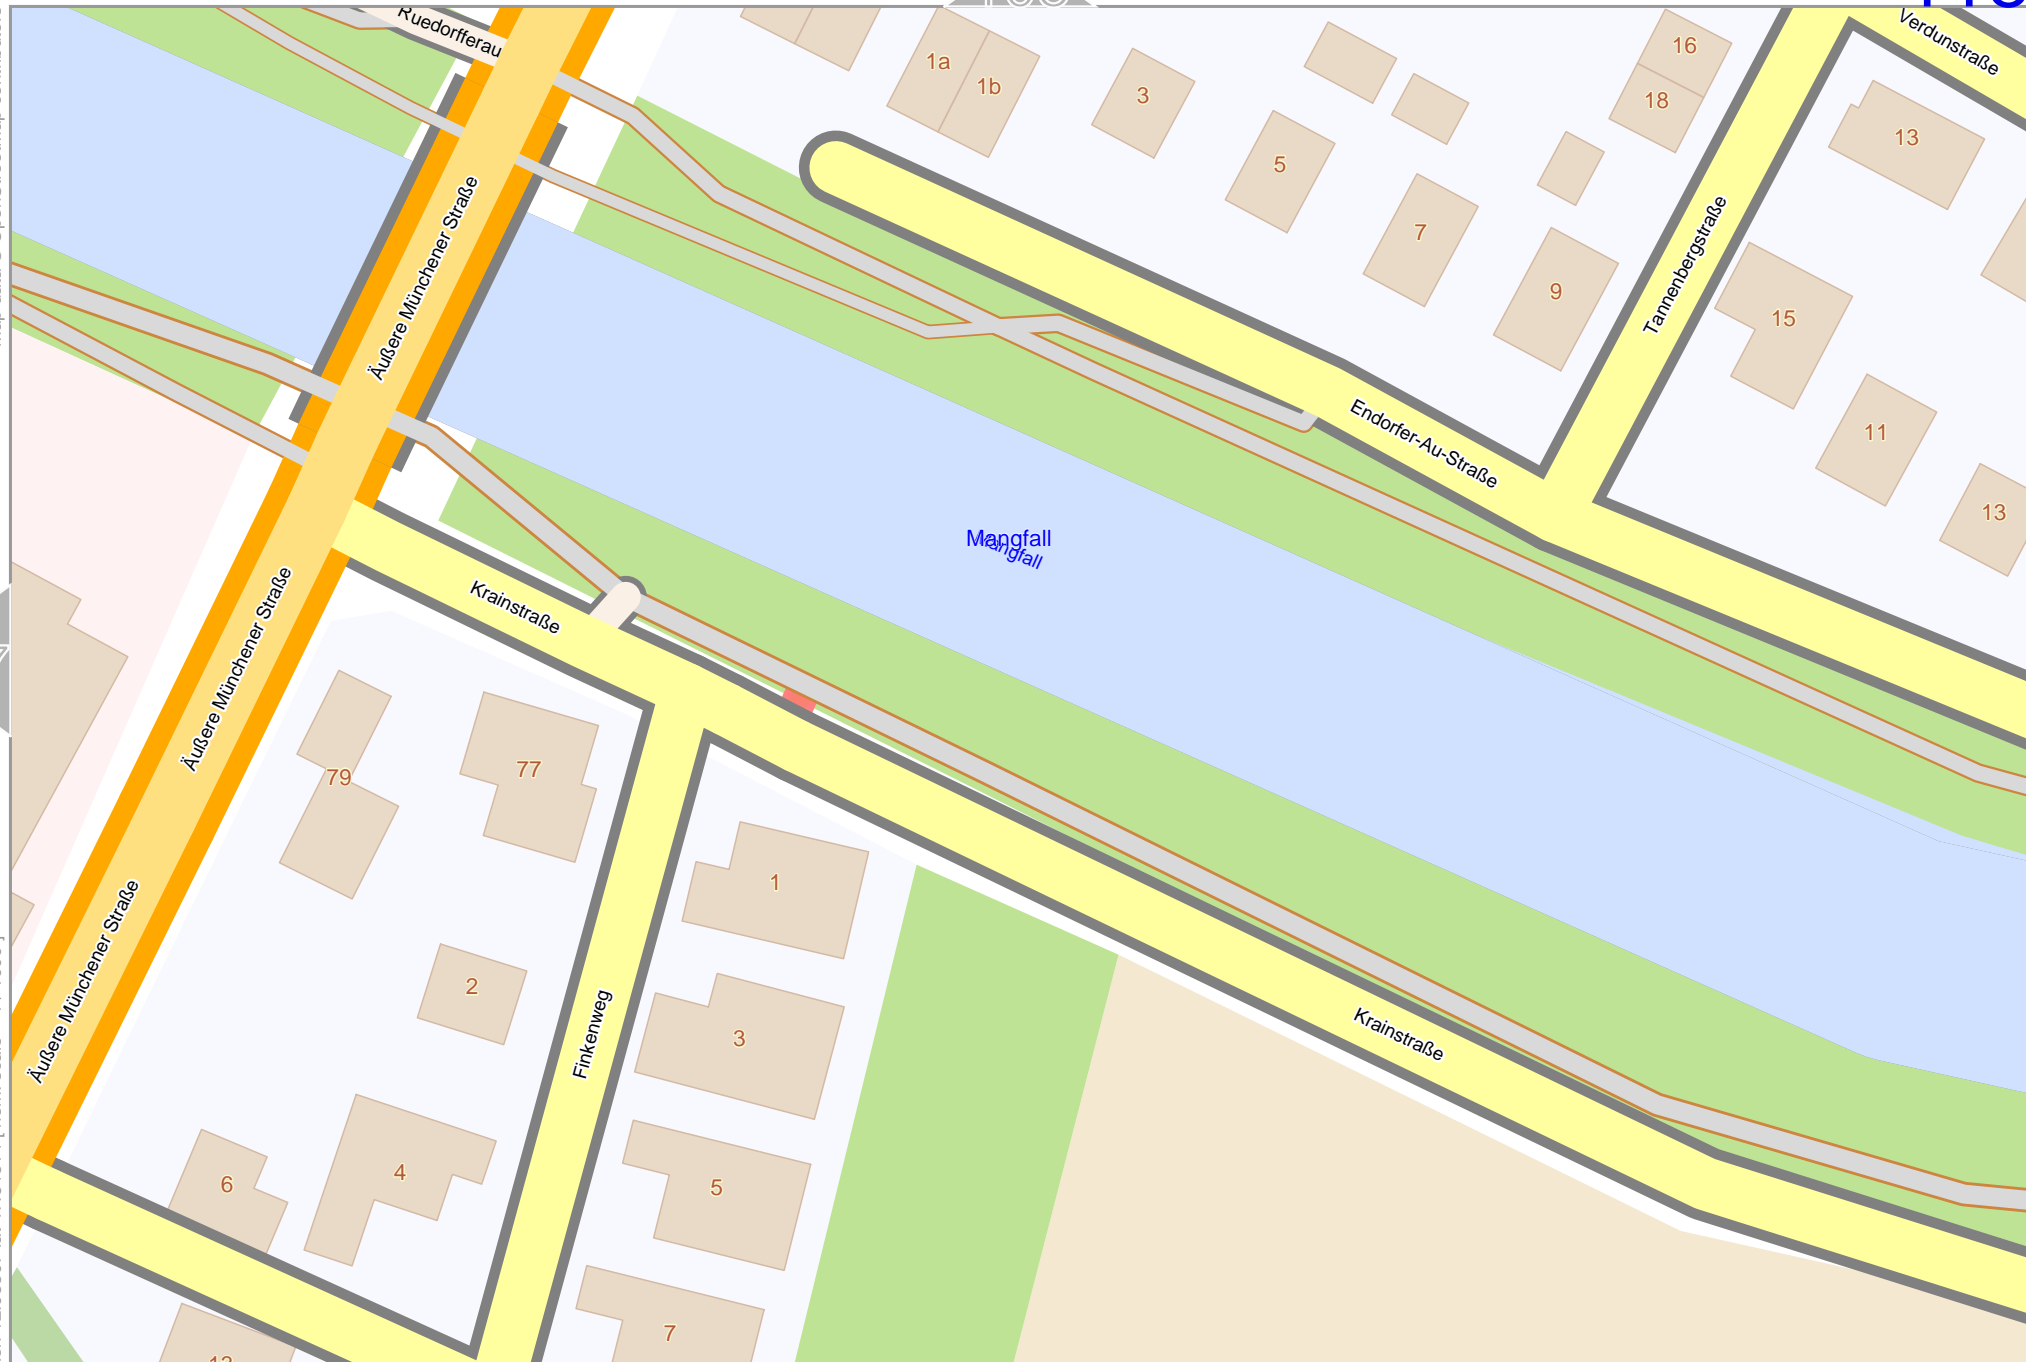 Ruedorfferau
Verdunstraße
16
1a
1b
3
18
13
5
Äußere Münchener Straße
7
Tannenbergstraße
9
15
Endorfer-Au-Straße
11
13
Mangfall
Mangfall
Krainstraße
Äußere Münchener Straße
79
77
1
Äußere Münchener Straße
2
Finkenweg
3
Krainstraße
4
6
5
7